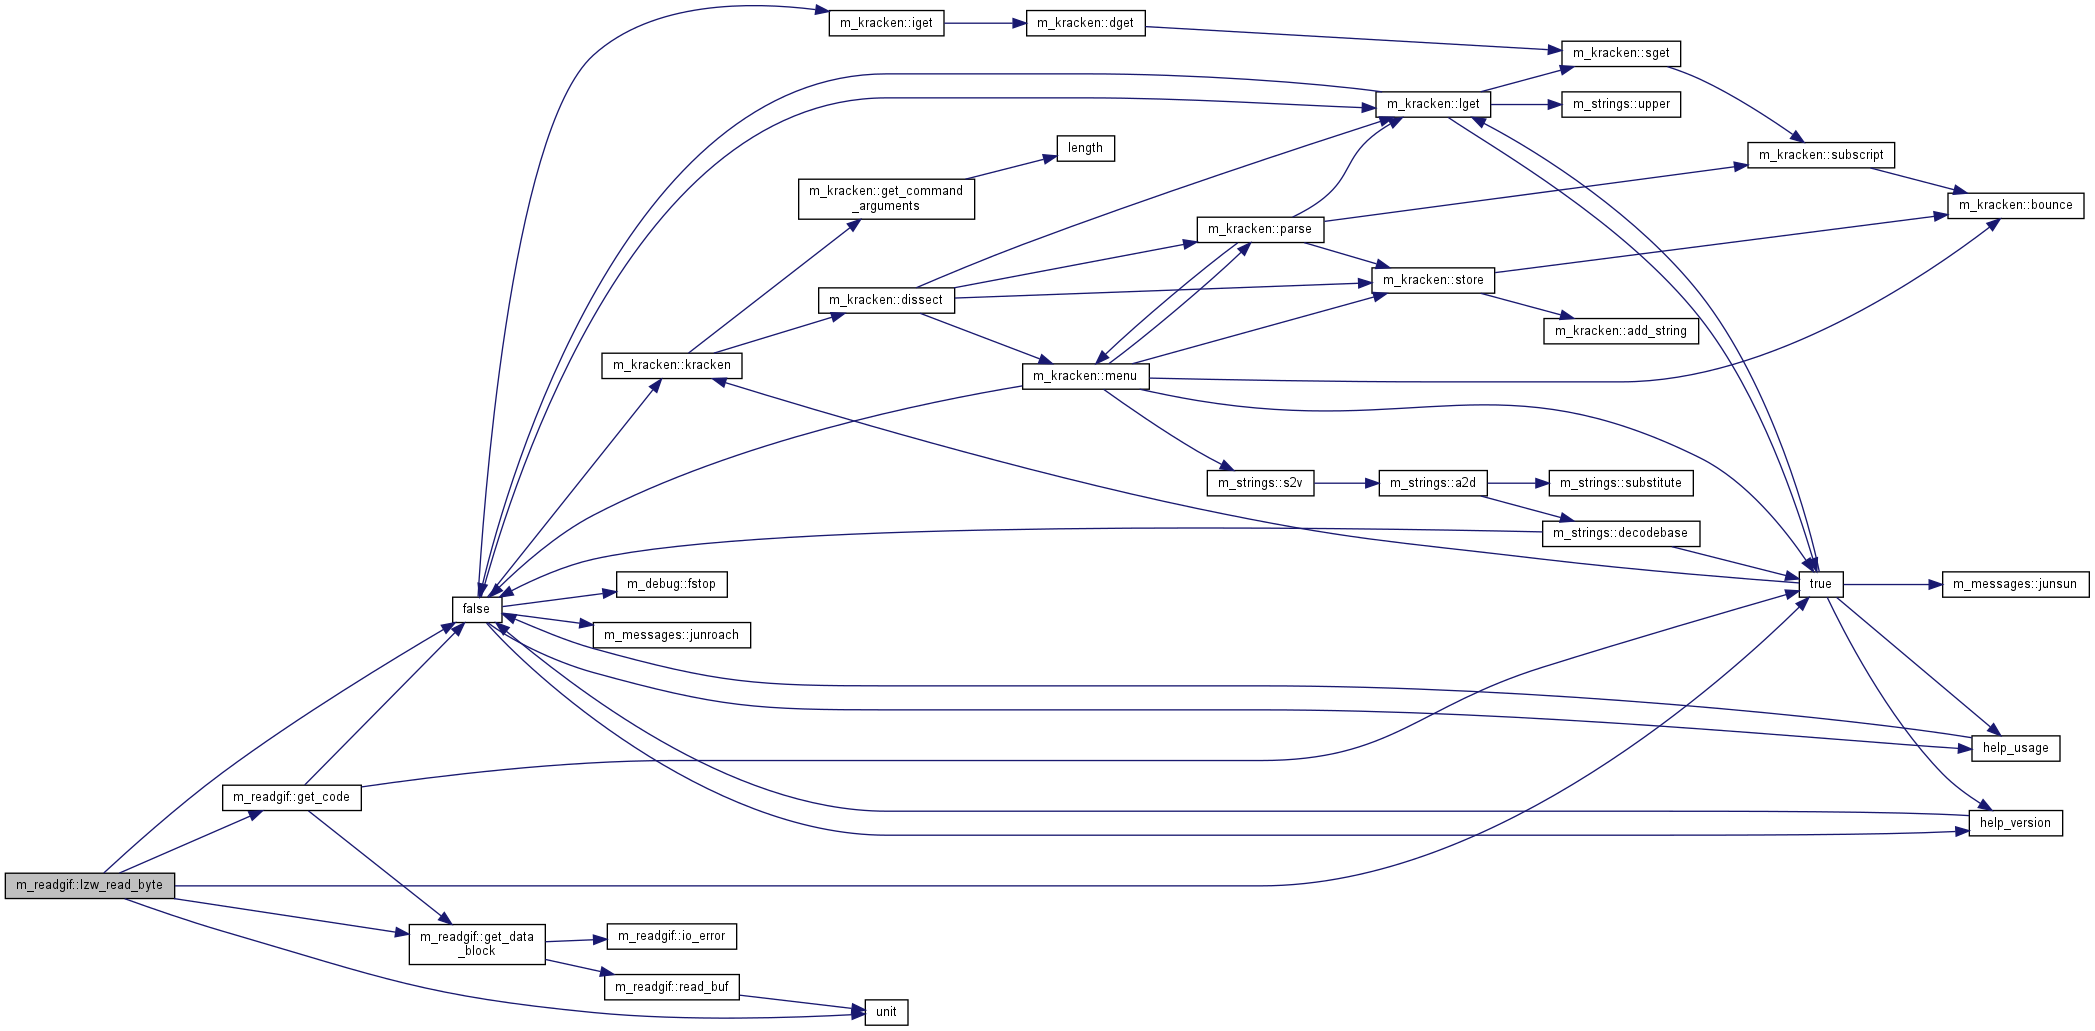 m_kracken::iget
m_kracken::dget
m_kracken::sget
m_kracken::lget
m_strings::upper
length
m_kracken::subscript
m_kracken::get_command
_arguments
m_kracken::bounce
m_kracken::parse
m_kracken::store
m_kracken::dissect
m_kracken::add_string
m_kracken::kracken
m_kracken::menu
m_strings::s2v
m_strings::a2d
m_strings::substitute
m_strings::decodebase
m_debug::fstop
true
m_messages::junsun
false
m_messages::junroach
help_usage
m_readgif::get_code
help_version
m_readgif::lzw_read_byte
m_readgif::get_data
_block
m_readgif::io_error
m_readgif::read_buf
unit